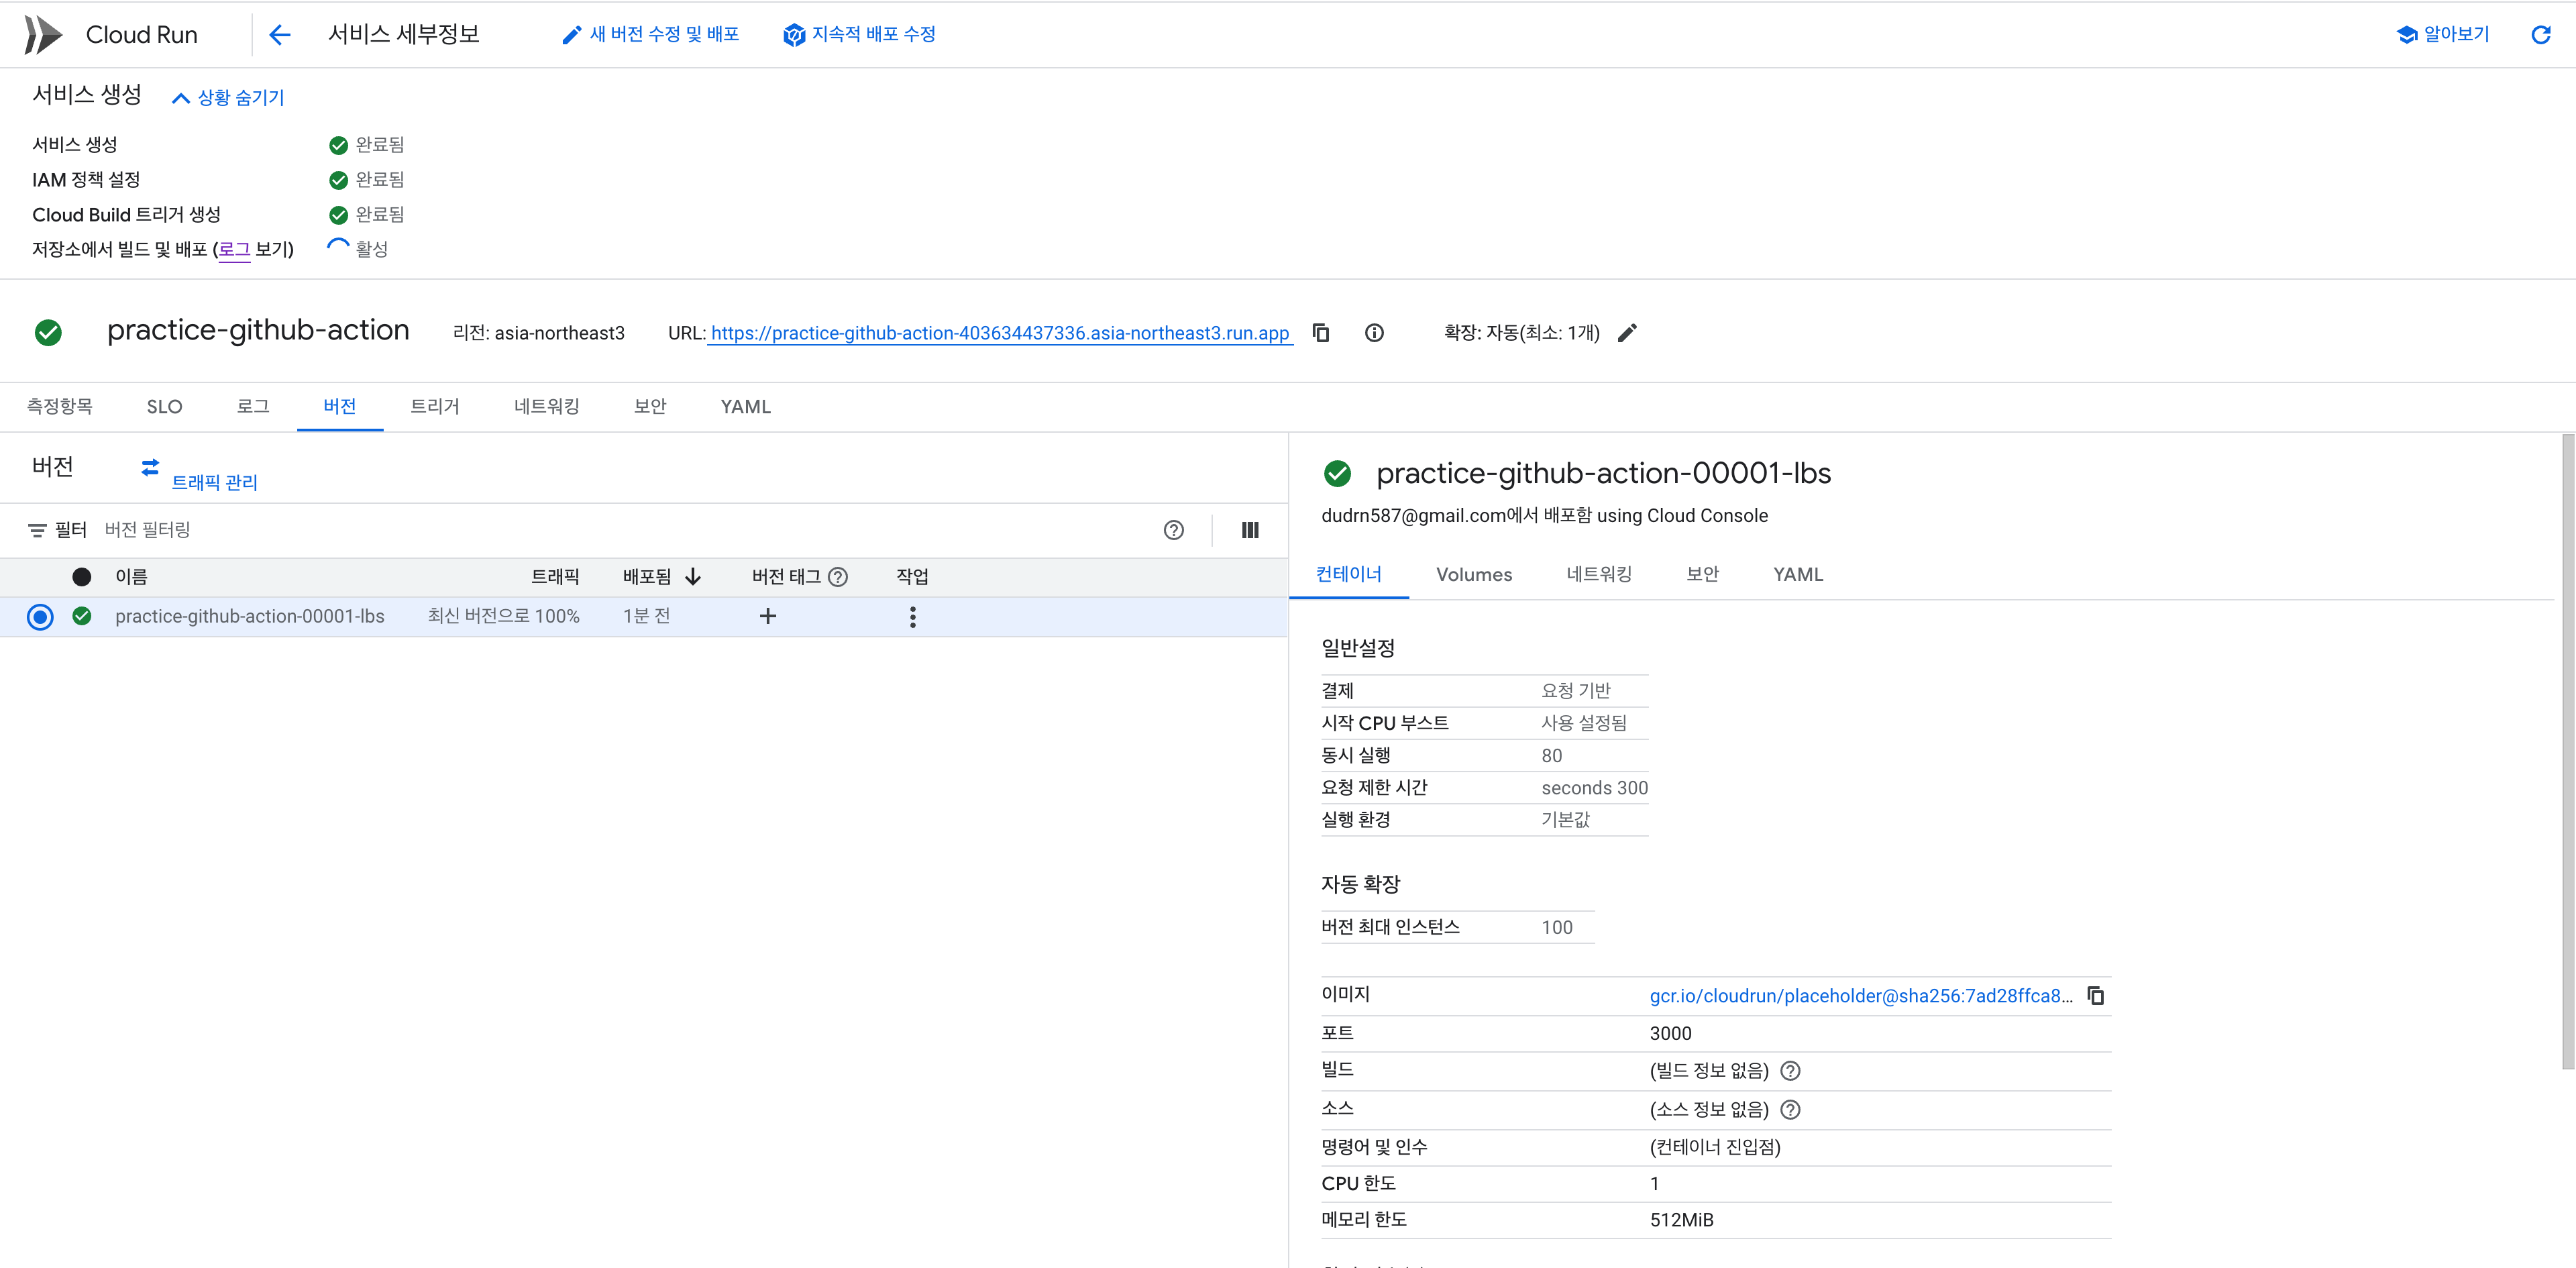 Cloud Run
서비스 세부정보
새 버전 수정 및 배포
지속적 배포 수정
알아보기
서비스 생성
상황 숨기기
서비스 생성 완료됨
IAM 정책 설정 완료됨
Cloud Build 트리거 생성 완료됨
저장소에서 빌드 및 배포 (로그 보기) 활성
practice-github-action
리전: asia-northeast3
URL: https://practice-github-action-403634437336.asia-northeast3.run.app
확장: 자동(최소: 1개)
측정항목 SLO 로그 버전 트리거 네트워킹 보안 YAML
버전
트래픽 관리
필터 버전 필터링
이름 트래픽 배포됨 버전 태그 작업
practice-github-action-00001-lbs 최신 버전으로 100% 1분 전
practice-github-action-00001-lbs
dudrn587@gmail.com에서 배포함 using Cloud Console
컨테이너 Volumes 네트워킹 보안 YAML
일반설정
결제 요청 기반
시작 CPU 부스트 사용 설정됨
동시 실행 80
요청 제한 시간 seconds 300
실행 환경 기본값
자동 확장
버전 최대 인스턴스 100
이미지 gcr.io/cloudrun/placeholder@sha256:7ad28ffca8...
포트 3000
빌드 (빌드 정보 없음)
소스 (소스 정보 없음)
명령어 및 인수 (컨테이너 진입점)
CPU 한도 1
메모리 한도 512MiB